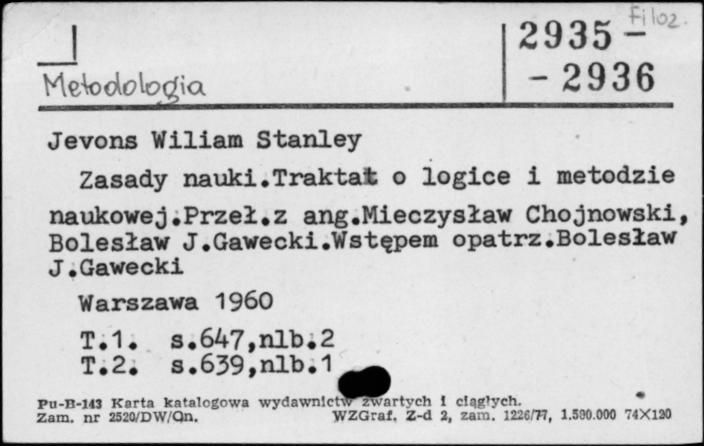 Filoz.
2935 -
- 2936
Metodologia
Jevons Wiliam Stanley
Zasady nauki.Traktat o logice i metodzie
naukowej.Przeł.z ang.Mieczysław Chojnowski,
Bolesław J.Gawecki.Wstępem opatrz.Bolesław
J.Gawecki
Warszawa 1960
T.1. s.647,nlb.2
T.2. s.639,nlb.1
Pu-B-143 Karta katalogowa wydawnictw zwartych i ciągłych.
Zam. nr 2520/DW/Qn. WZGraf. Z-d 2, zam. 1226/77, 1.590.000 74X120